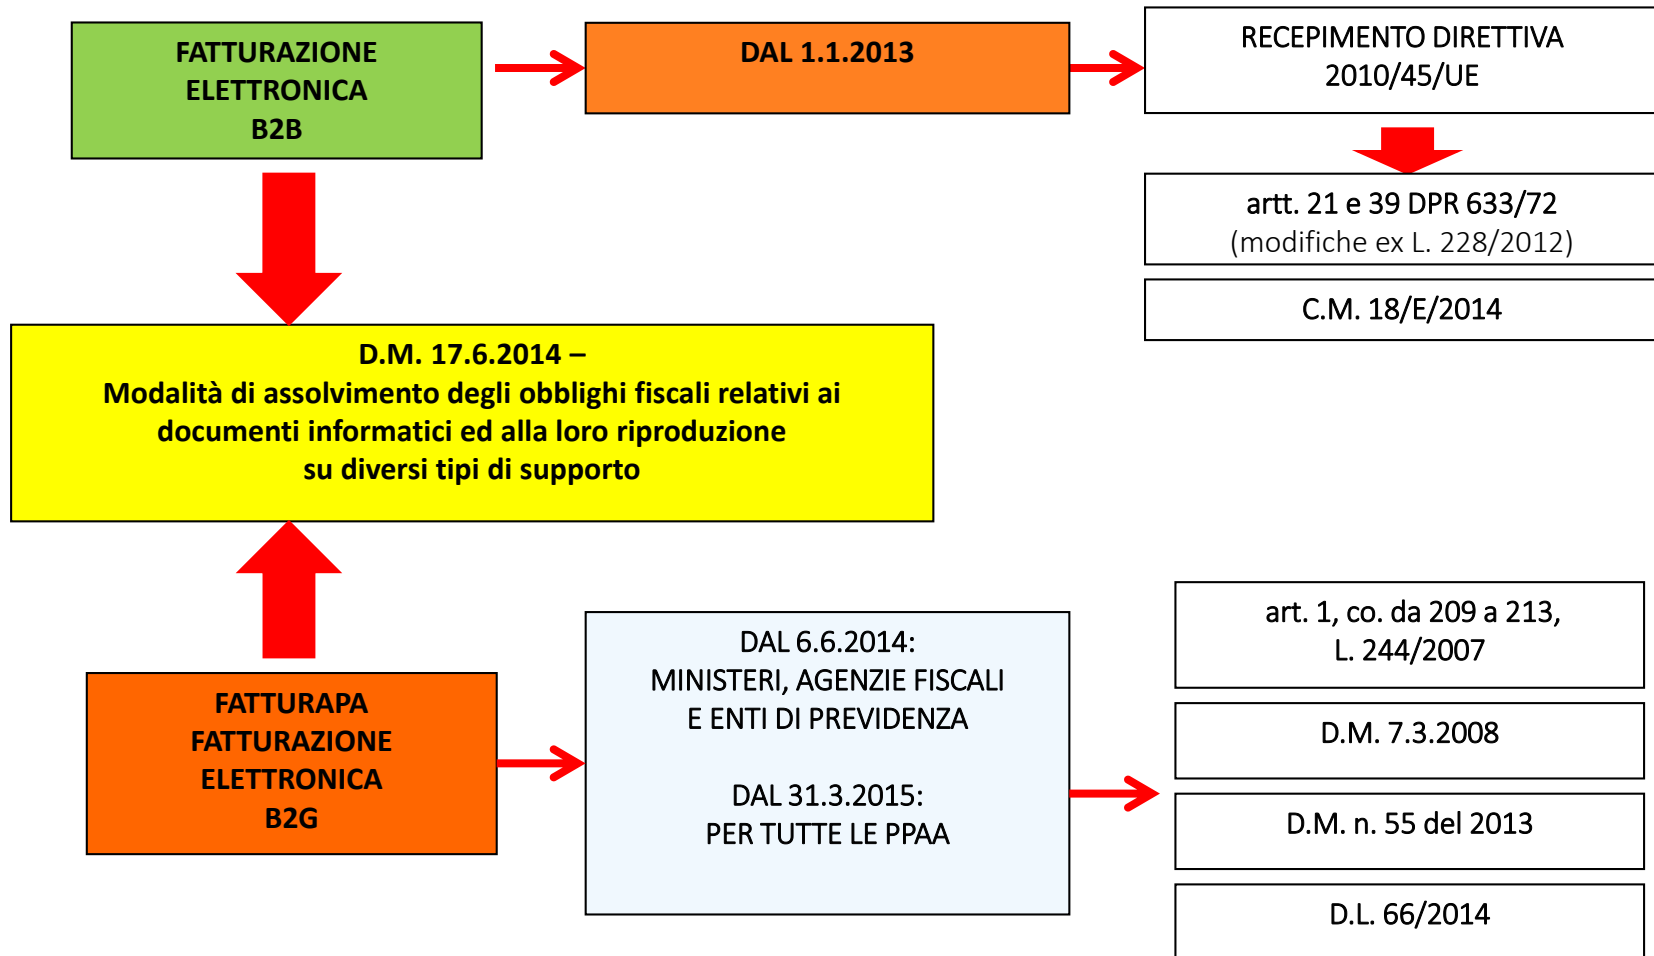 FATTURAZIONE
ELETTRONICA
B2B
DAL 1.1.2013
RECEPIMENTO DIRETTIVA
2010/45/UE
artt. 21 e 39 DPR 633/72
(modifiche ex L. 228/2012)
C.M. 18/E/2014
D.M. 17.6.2014 –
Modalità di assolvimento degli obblighi fiscali relativi ai
documenti informatici ed alla loro riproduzione
su diversi tipi di supporto
FATTURAPA
FATTURAZIONE
ELETTRONICA
B2G
DAL 6.6.2014:
MINISTERI, AGENZIE FISCALI
E ENTI DI PREVIDENZA
DAL 31.3.2015:
PER TUTTE LE PPAA
art. 1, co. da 209 a 213,
L. 244/2007
D.M. 7.3.2008
D.M. n. 55 del 2013
D.L. 66/2014